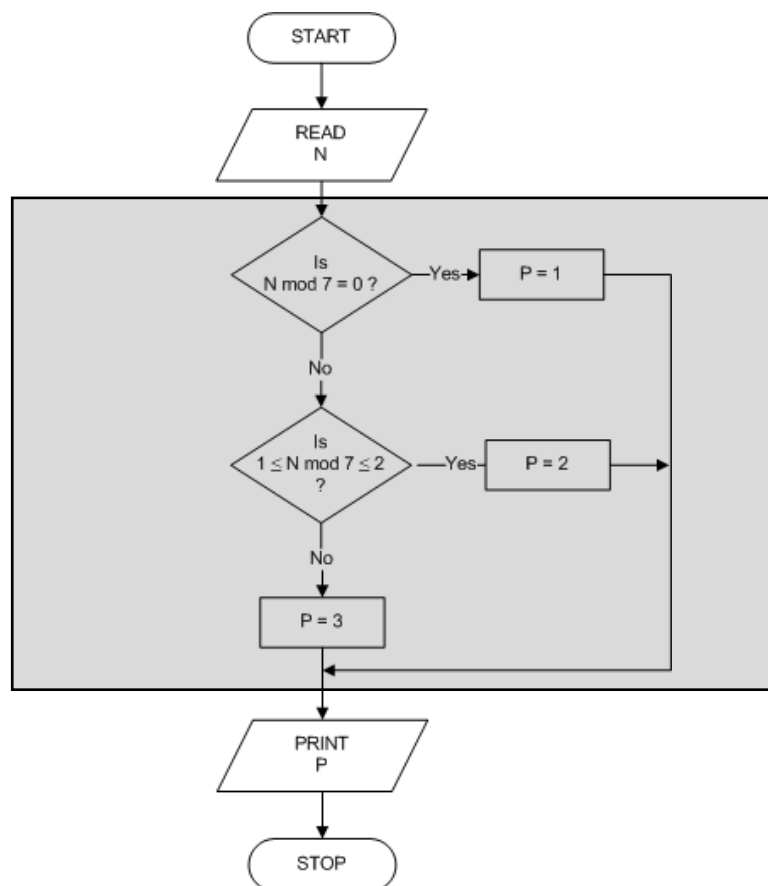 START
READ
N
Is
N mod 7 = 0 ?
Yes
P = 1
No
Is
1 ≤ N mod 7 ≤ 2
?
Yes
P = 2
No
P = 3
PRINT
P
STOP